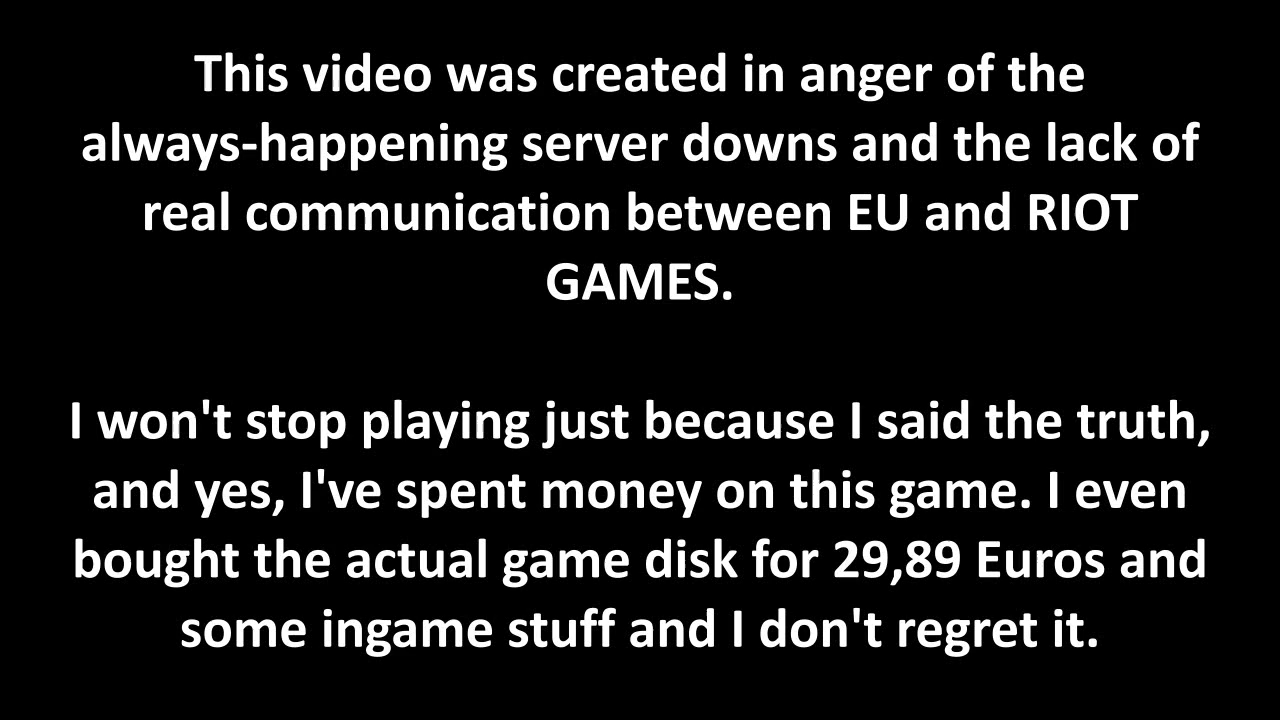 This video was created in anger of the
always-happening server downs and the lack of
real communication between EU and RIOT
GAMES.
I won't stop playing just because I said the truth,
and yes, I've spent money on this game. I even
bought the actual game disk for 29,89 Euros and
some ingame stuff and I don't regret it.